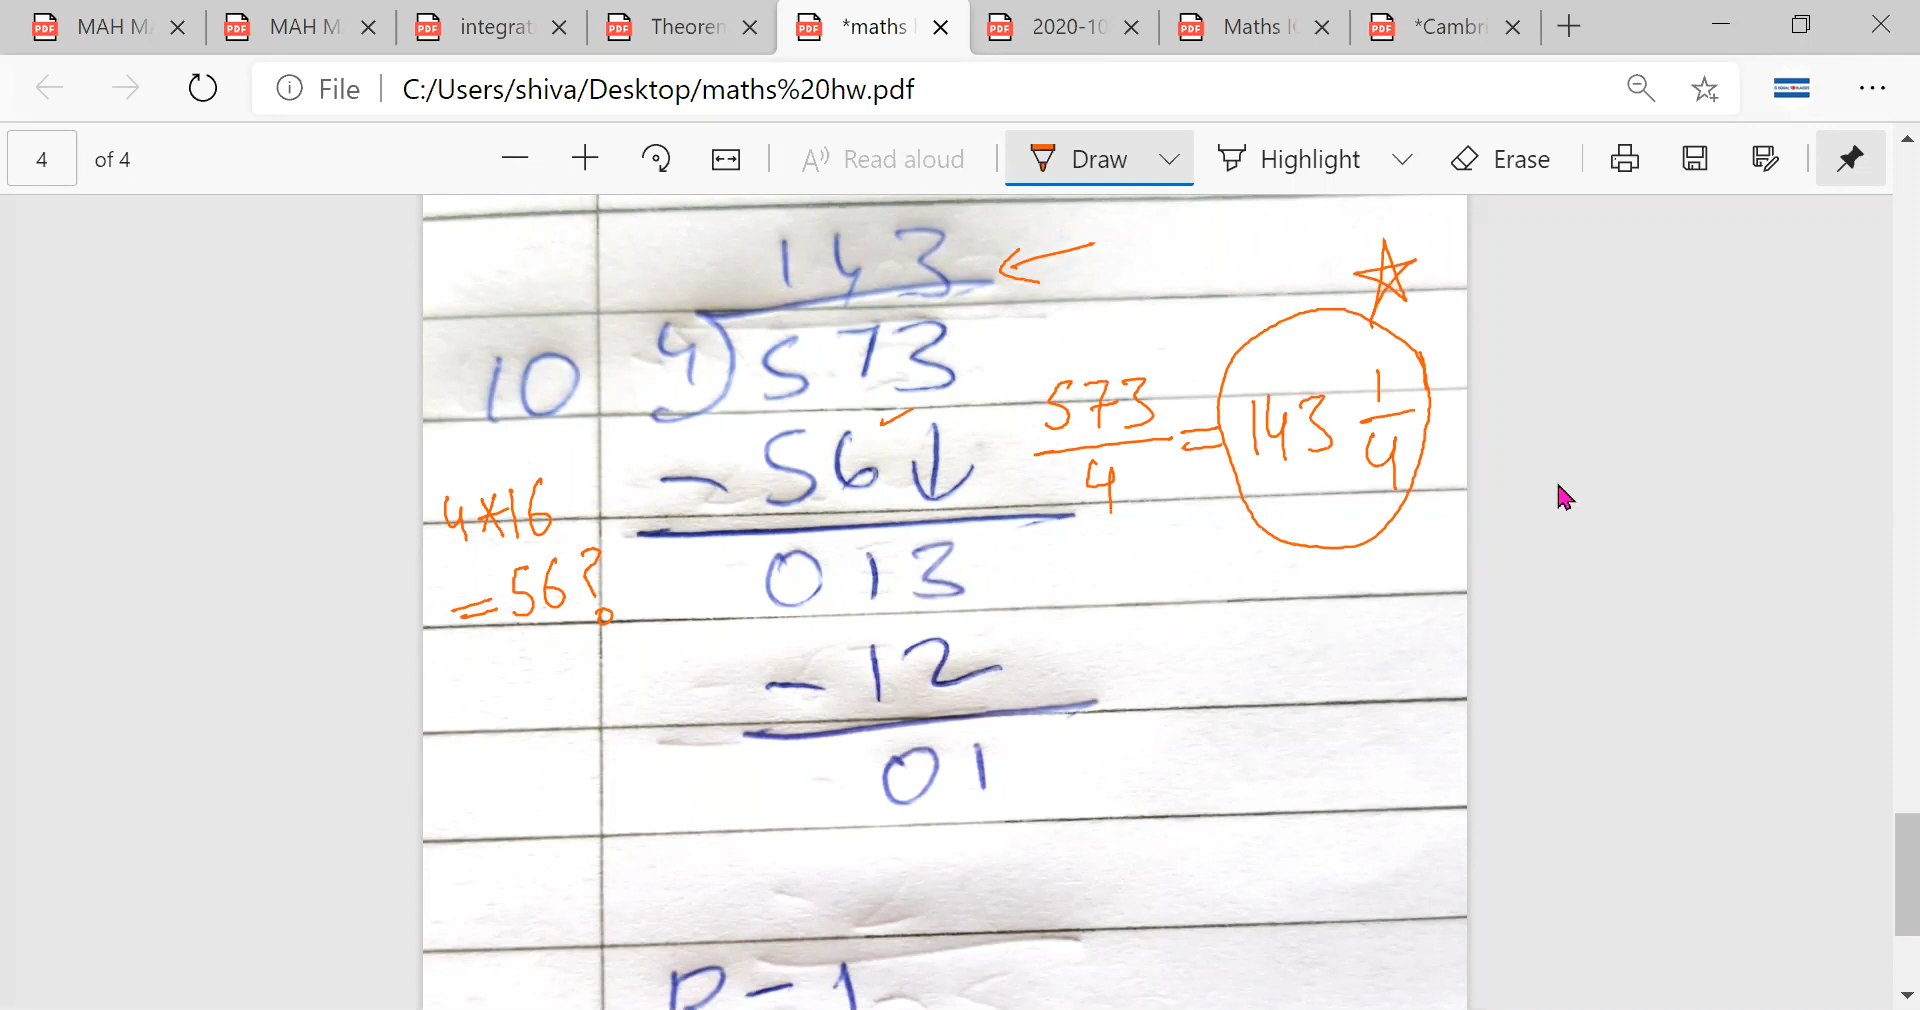 MAH M
MAH M
integrat
Theorem
*maths
2020-10
Maths I
*Cambri
File
C:/Users/shiva/Desktop/maths%20hw.pdf
4 of 4
Read aloud
Draw
Highlight
Erase
143
10 4)573
573/4 = 143 1/4
- 56↓
4*16
= 56?
013
- 12
01
R = 1